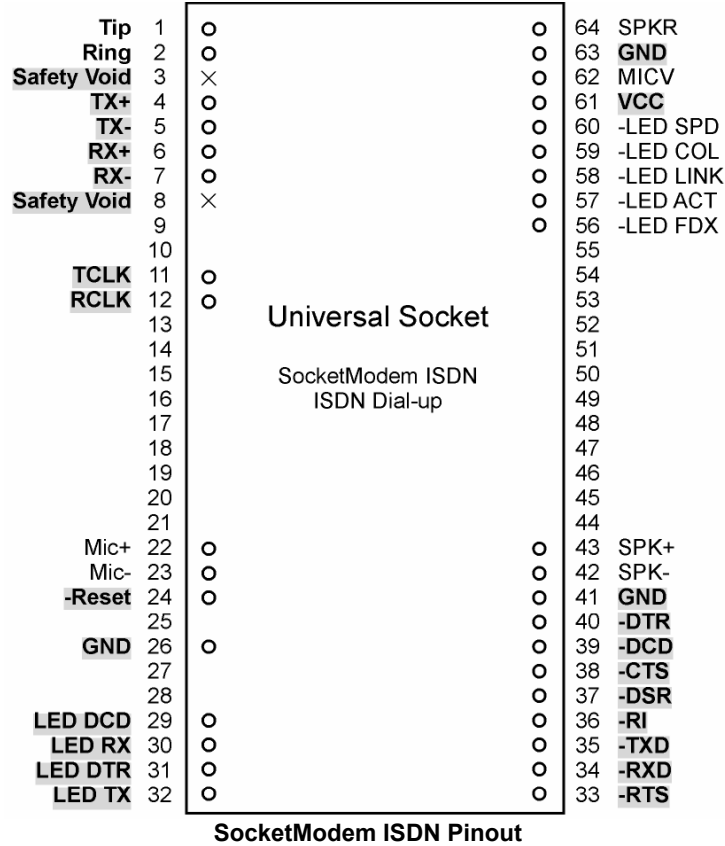 Tip 1 64 SPKR
Ring 2 63 GND
Safety Void 3 62 MICV
TX+ 4 61 VCC
TX- 5 60 -LED SPD
RX+ 6 59 -LED COL
RX- 7 58 -LED LINK
Safety Void 8 57 -LED ACT
9 56 -LED FDX
10 55
TCLK 11 54
RCLK 12 53
Universal Socket
13 52
14 51
15 SocketModem ISDN 50
16 ISDN Dial-up 49
17 48
18 47
19 46
20 45
21 44
Mic+ 22 43 SPK+
Mic- 23 42 SPK-
-Reset 24 41 GND
25 40 -DTR
GND 26 39 -DCD
27 38 -CTS
28 37 -DSR
LED DCD 29 36 -RI
LED RX 30 35 -TXD
LED DTR 31 34 -RXD
LED TX 32 33 -RTS
SocketModem ISDN Pinout